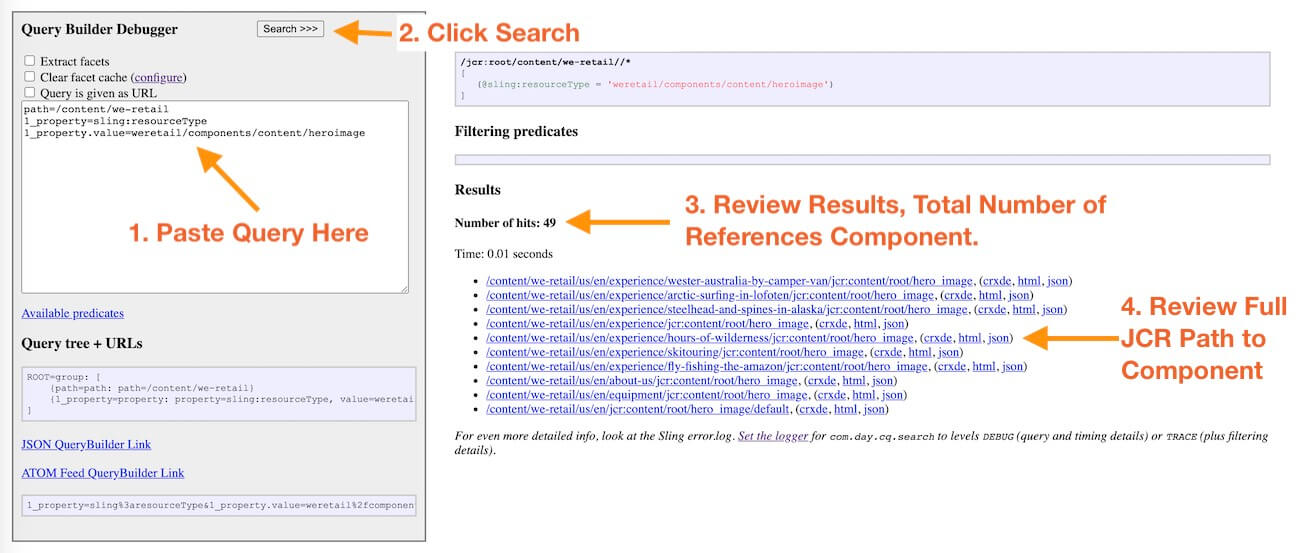 Query Builder Debugger
Search >>>
2. Click Search
Extract facets
Clear facet cache (configure)
Query is given as URL
path=/content/we-retail
1_property=sling:resourceType
1_property.value=weretail/components/content/heroimage
1. Paste Query Here
Available predicates
Query tree + URLs
ROOT=group: [
{path=path: path=/content/we-retail}
{1_property=property: property=sling:resourceType, value=weretai
]
JSON QueryBuilder Link
ATOM Feed QueryBuilder Link
1_property=sling%3aresourceType&1_property.value=weretail%2fcomponen
/jcr:root/content/we-retail//*
[
(@sling:resourceType = 'weretail/components/content/heroimage')
]
Filtering predicates
Results
Number of hits: 49
3. Review Results, Total Number of
References Component.
Time: 0.01 seconds
/content/we-retail/us/en/experience/wester-australia-by-camper-van/jcr:content/root/hero_image, (crxde, html, json)
/content/we-retail/us/en/experience/arctic-surfing-in-lofoten/jcr:content/root/hero_image, (crxde, html, json)
/content/we-retail/us/en/experience/steelhead-and-spines-in-alaska/jcr:content/root/hero_image, (crxde, html, json)
/content/we-retail/us/en/experience/jcr:content/root/hero_image, (crxde, html, json)
/content/we-retail/us/en/experience/hours-of-wilderness/jcr:content/root/hero_image, (crxde, html, json)
/content/we-retail/us/en/experience/skitouring/jcr:content/root/hero_image, (crxde, html, json)
/content/we-retail/us/en/experience/fly-fishing-the-amazon/jcr:content/root/hero_image, (crxde, html, json)
/content/we-retail/us/en/about-us/jcr:content/root/hero_image, (crxde, html, json)
/content/we-retail/us/en/equipment/jcr:content/root/hero_image, (crxde, html, json)
/content/we-retail/us/en/jcr:content/root/hero_image/default, (crxde, html, json)
4. Review Full
JCR Path to
Component
For even more detailed info, look at the Sling error.log. Set the logger for com.day.cq.search to levels DEBUG (query and timing details) or TRACE (plus filtering
details).